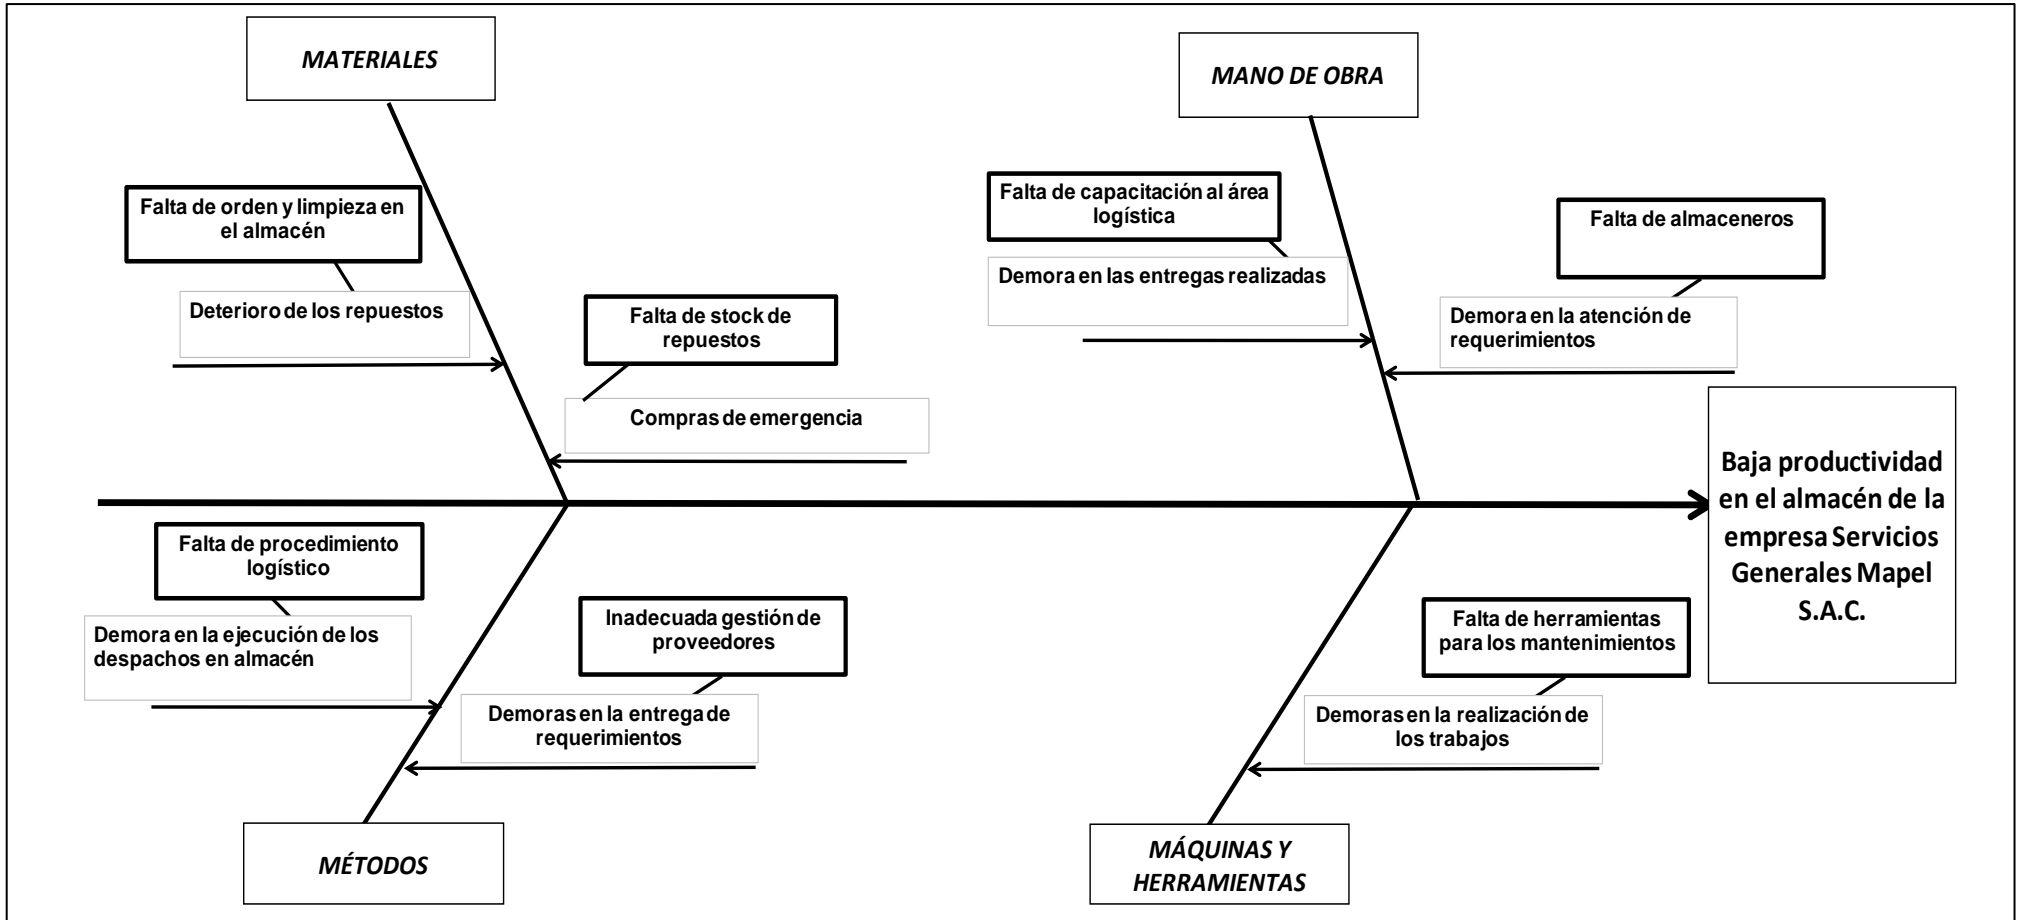 MATERIALES
MANO DE OBRA
Falta de orden y limpieza en
el almacén
Deterioro de los repuestos
Falta de stock de
repuestos
Compras de emergencia
Falta de capacitación al área
logística
Demora en las entregas realizadas
Falta de almaceneros
Demora en la atención de
requerimientos
Baja productividad
en el almacén de la
empresa Servicios
Generales Mapel
S.A.C.
Falta de procedimiento
logístico
Demora en la ejecución de los
despachos en almacén
Inadecuada gestión de
proveedores
Demoras en la entrega de
requerimientos
Falta de herramientas
para los mantenimientos
Demoras en la realización de
los trabajos
MÉTODOS
MÁQUINAS Y
HERRAMIENTAS